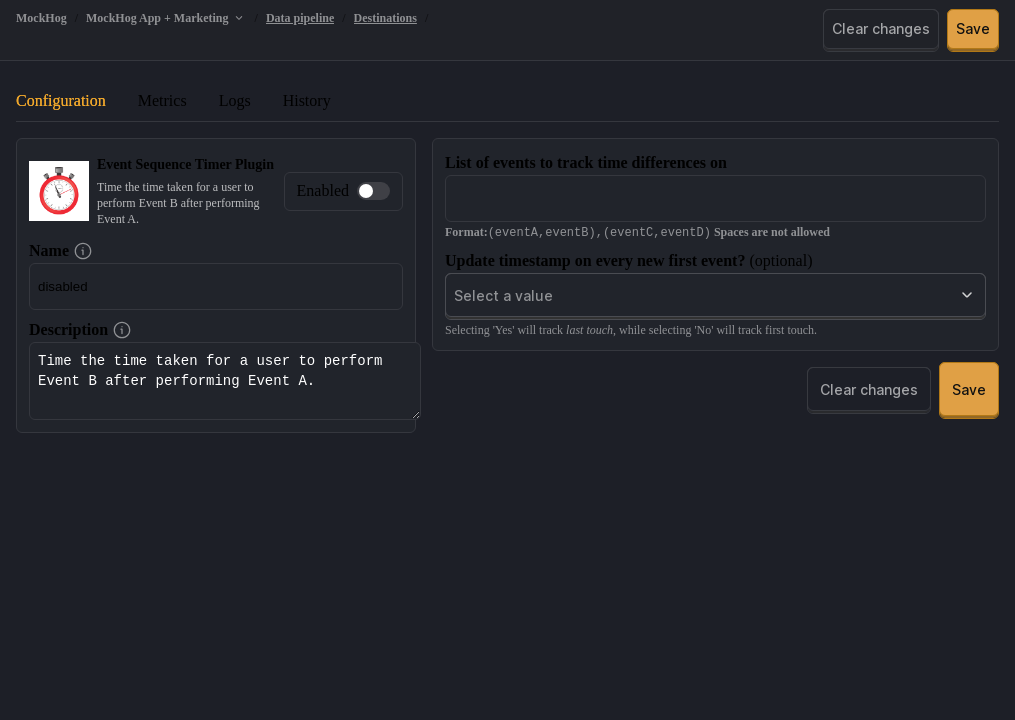 MockHog / MockHog App + Marketing / Data pipeline / Destinations /
Clear changes Save
Configuration Metrics Logs History
Event Sequence Timer Plugin
Time the time taken for a user to
perform Event B after performing
Event A.
Enabled
Name
disabled
Description
Time the time taken for a user to perform
Event B after performing Event A.
List of events to track time differences on
Format:(eventA,eventB),(eventC,eventD) Spaces are not allowed
Update timestamp on every new first event? (optional)
Select a value
Selecting 'Yes' will track last touch, while selecting 'No' will track first touch.
Clear changes Save